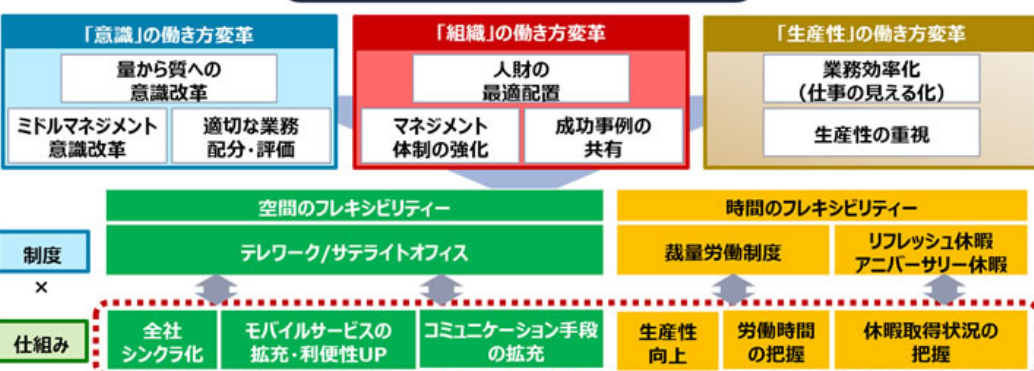 「意識」の働き方変革
量から質への
意識改革
ミドルマネジメント
意識改革
適切な業務
配分・評価
「組織」の働き方変革
人財の
最適配置
マネジメント
体制の強化
成功事例の
共有
「生産性」の働き方変革
業務効率化
(仕事の見える化)
生産性の重視
空間のフレキシビリティー
時間のフレキシビリティー
制度
テレワーク/サテライトオフィス
裁量労働制度
リフレッシュ休暇
アニバーサリー休暇
×
仕組み
全社
シンクラ化
モバイルサービスの
拡充・利便性UP
コミュニケーション手段
の拡充
生産性
向上
労働時間
の把握
休暇取得状況の
把握